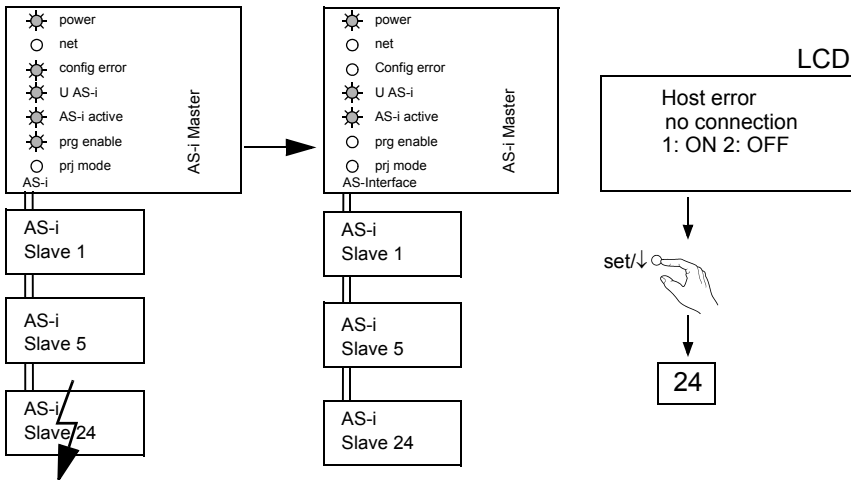 power
net
config error
U AS-i
AS-i active
prg enable
prj mode
AS-i
AS-i Master
AS-i
Slave 1
AS-i
Slave 5
AS-i
Slave 24
power
net
Config error
U AS-i
AS-i active
prg enable
prj mode
AS-Interface
AS-i Master
AS-i
Slave 1
AS-i
Slave 5
AS-i
Slave 24
LCD
Host error
no connection
1: ON 2: OFF
set/↓
24